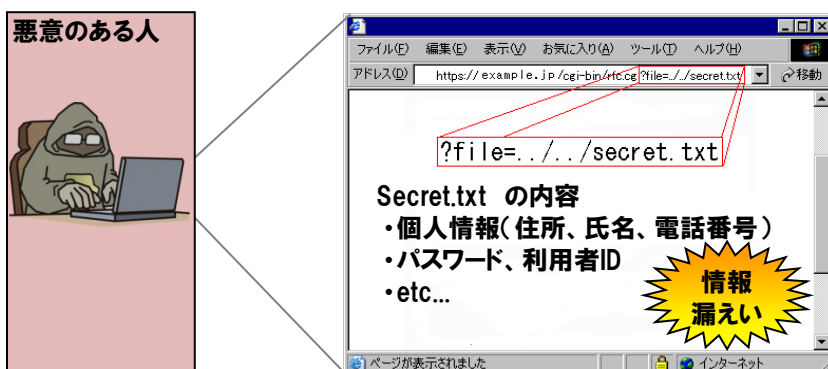 悪意のある人
ファイル(F) 編集(E) 表示(V) お気に入り(A) ツール(T) ヘルプ(H)
アドレス(D) https://example.jp/cgi-bin/rfc.cg?file=../../secret.txt 移動
?file=../../secret.txt
Secret.txt の内容
・個人情報(住所、氏名、電話番号)
・パスワード、利用者ID
・etc...
情報
漏えい
ページが表示されました インターネット